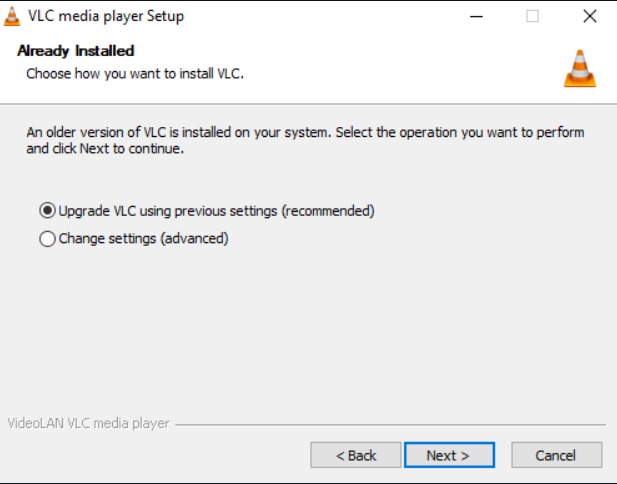 VLC media player Setup
Already Installed
Choose how you want to install VLC.
An older version of VLC is installed on your system. Select the operation you want to perform
and click Next to continue.
Upgrade VLC using previous settings (recommended)
Change settings (advanced)
VideoLAN VLC media player
< Back Next > Cancel